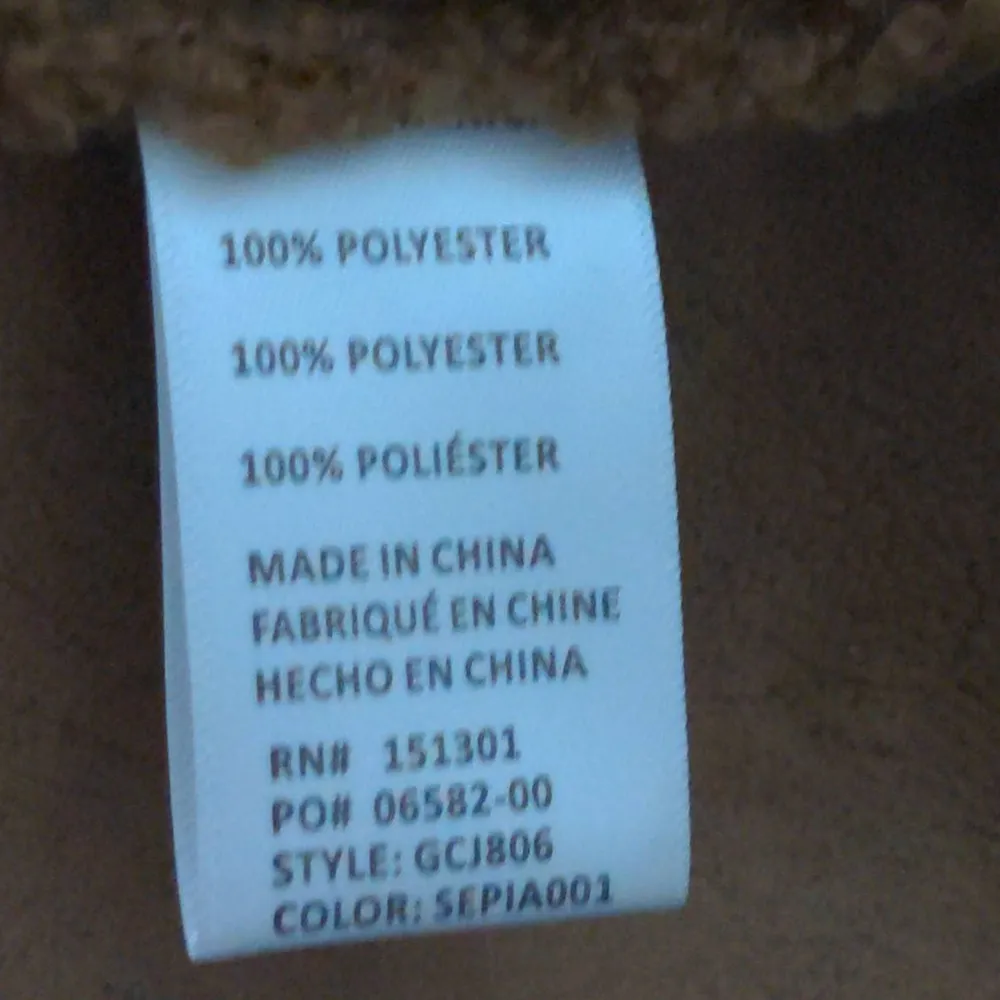 100% POLYESTER
100% POLYESTER
100% POLIÉSTER
MADE IN CHINA
FABRIQUÉ EN CHINE
HECHO EN CHINA
RN# 151301
PO# 06582-00
STYLE: GCJ806
COLOR: SEPIA001